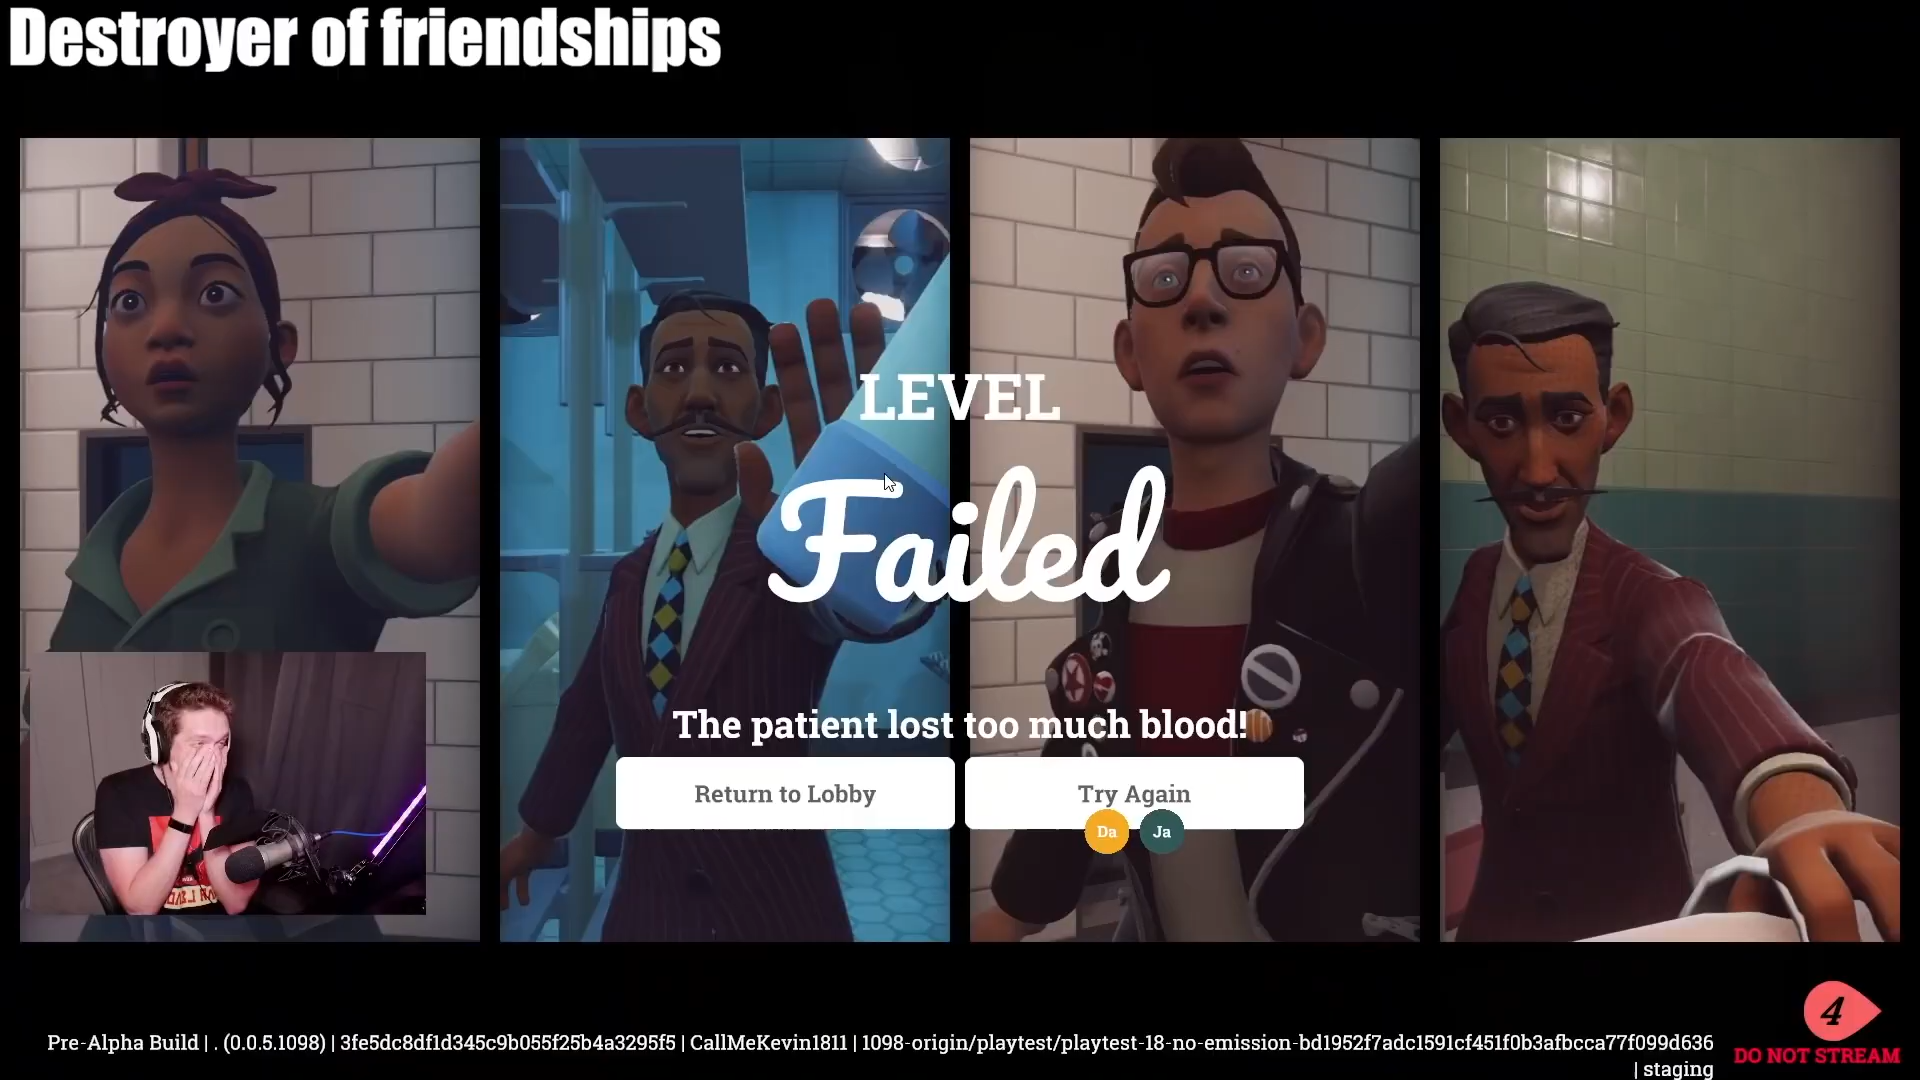 Destroyer of friendships
LEVEL
Failed
The patient lost too much blood!
Return to Lobby
Try Again
Da
Ja
4
Pre-Alpha Build | . (0.0.5.1098) | 3fe5dc8df1d345c9b055f25b4a3295f5 | CallMeKevin1811 | 1098-origin/playtest/playtest-18-no-emission-bd1952f7adc1591cf451f0b3afbcca77f099d636
| staging
DO NOT STREAM